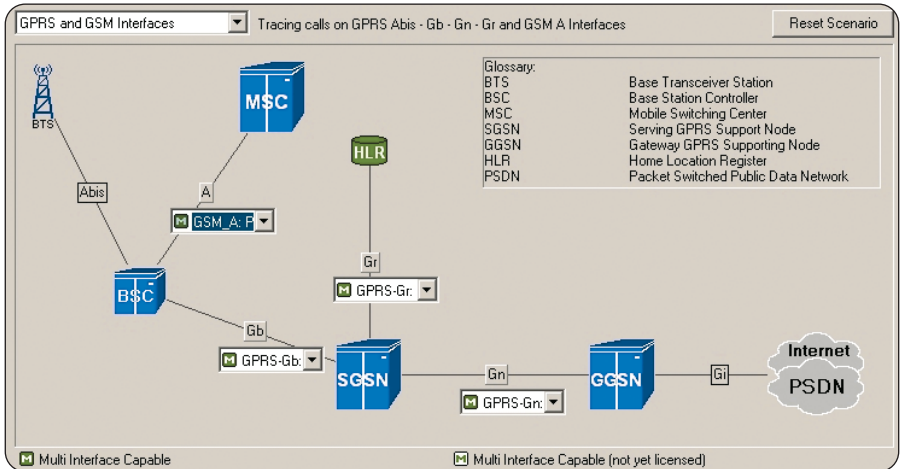 GPRS and GSM Interfaces
Tracing calls on GPRS Abis - Gb - Gn - Gr and GSM A Interfaces
Reset Scenario
Glossary:
BTS Base Transceiver Station
BSC Base Station Controller
MSC Mobile Switching Center
SGSN Serving GPRS Support Node
GGSN Gateway GPRS Supporting Node
HLR Home Location Register
PSDN Packet Switched Public Data Network
BTS
MSC
HLR
Abis
A
M GSM_A: P
Gr
BSC
M GPRS-Gr:
Gb
M GPRS-Gb:
SGSN
Gn
M GPRS-Gn:
GGSN
Gi
Internet
PSDN
M Multi Interface Capable
M Multi Interface Capable (not yet licensed)